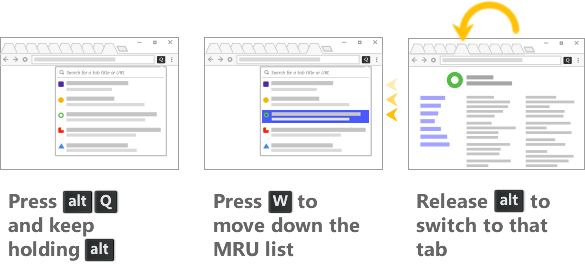 Q
Search for a tab title or URL
Q
Search for a tab title or URL
Q
Press alt Q
and keep
holding alt
Press W to
move down the
MRU list
Release alt to
switch to that
tab